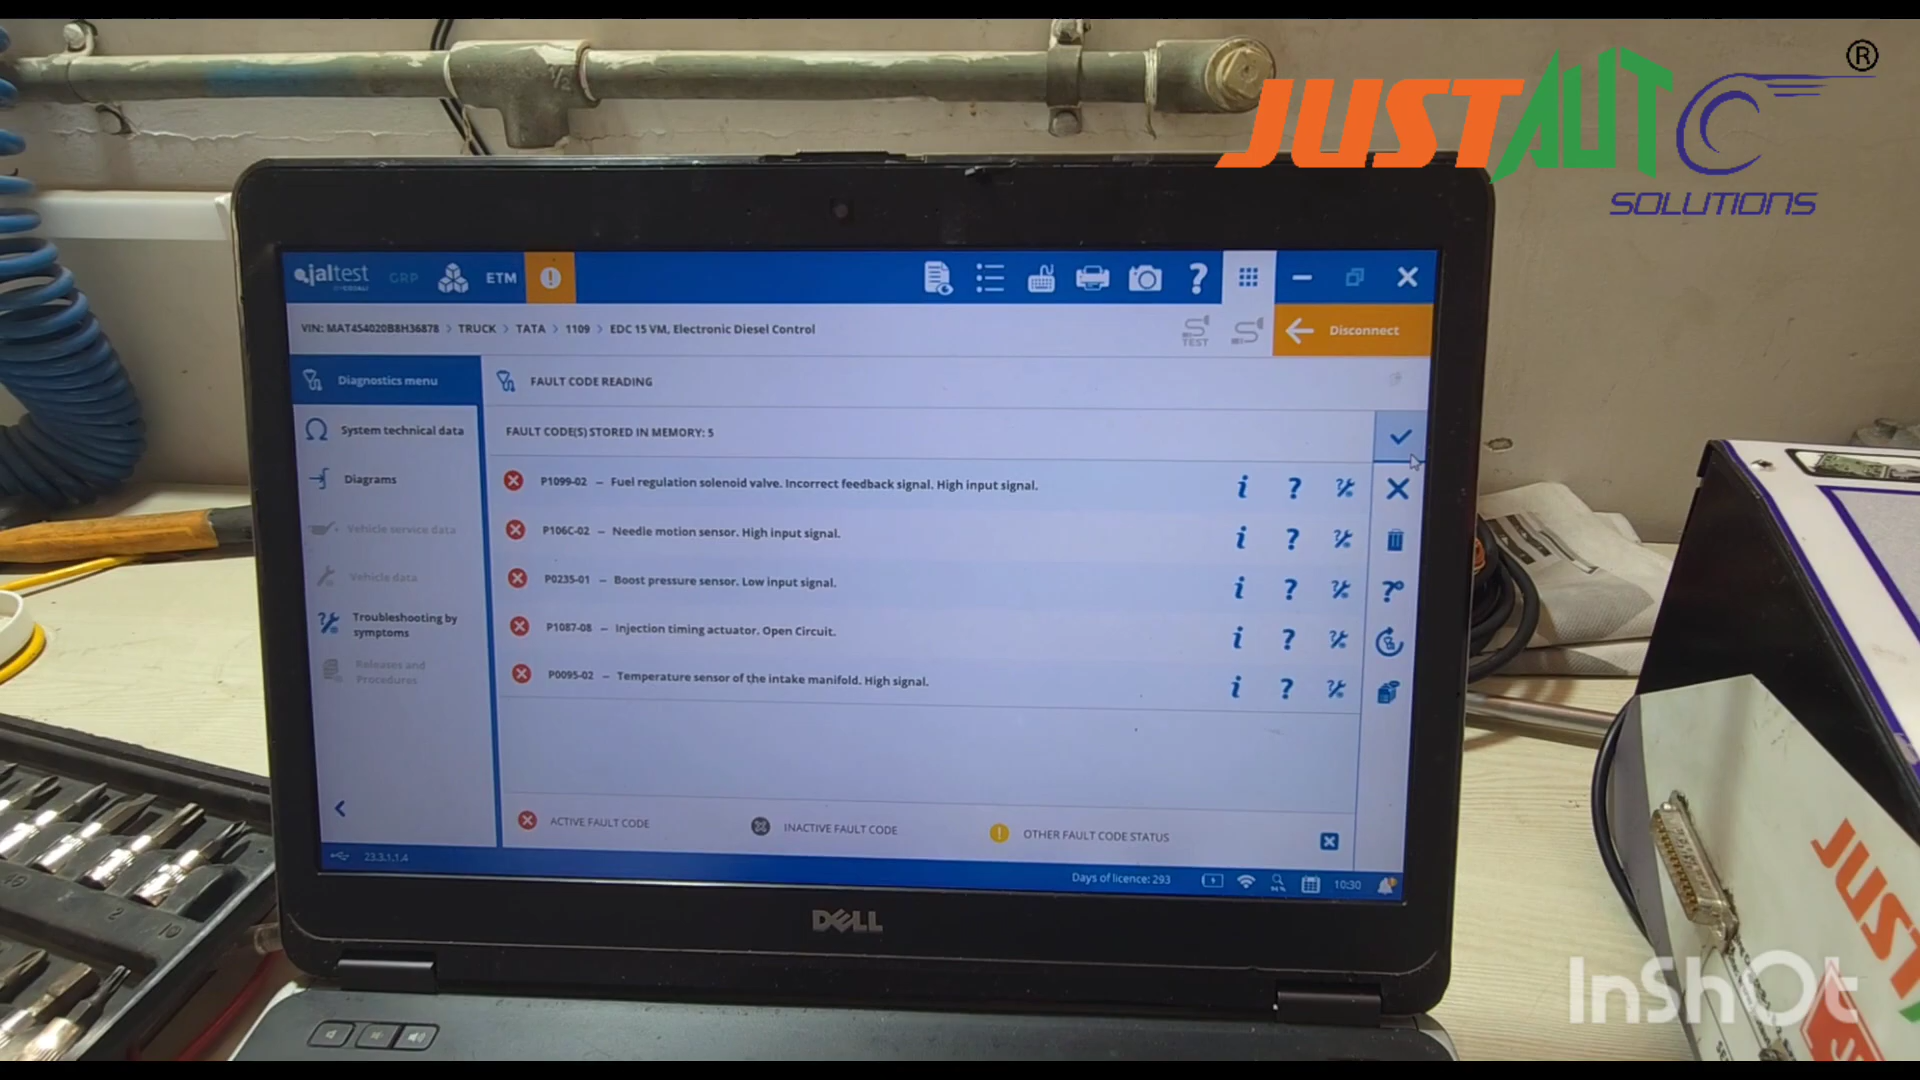 JUSTAUTO ®
SOLUTIONS
jaltest
GRP
ETM
VIN: MAT454020B8H36878 > TRUCK > TATA > 1109 > EDC 15 VM, Electronic Diesel Control
TEST
Disconnect
Diagnostics menu
FAULT CODE READING
System technical data
FAULT CODE(S) STORED IN MEMORY: 5
Diagrams
P1099-02 – Fuel regulation solenoid valve. Incorrect feedback signal. High input signal.
Vehicle service data
P106C-02 – Needle motion sensor. High input signal.
Vehicle data
P0235-01 – Boost pressure sensor. Low input signal.
Troubleshooting by
symptoms
P1087-08 – Injection timing actuator. Open Circuit.
Releases and
Procedures
P0095-02 – Temperature sensor of the intake manifold. High signal.
ACTIVE FAULT CODE
INACTIVE FAULT CODE
OTHER FAULT CODE STATUS
23.3.1.1.4
Days of licence: 293
10:30
DELL
2
10
JUST
InShOt